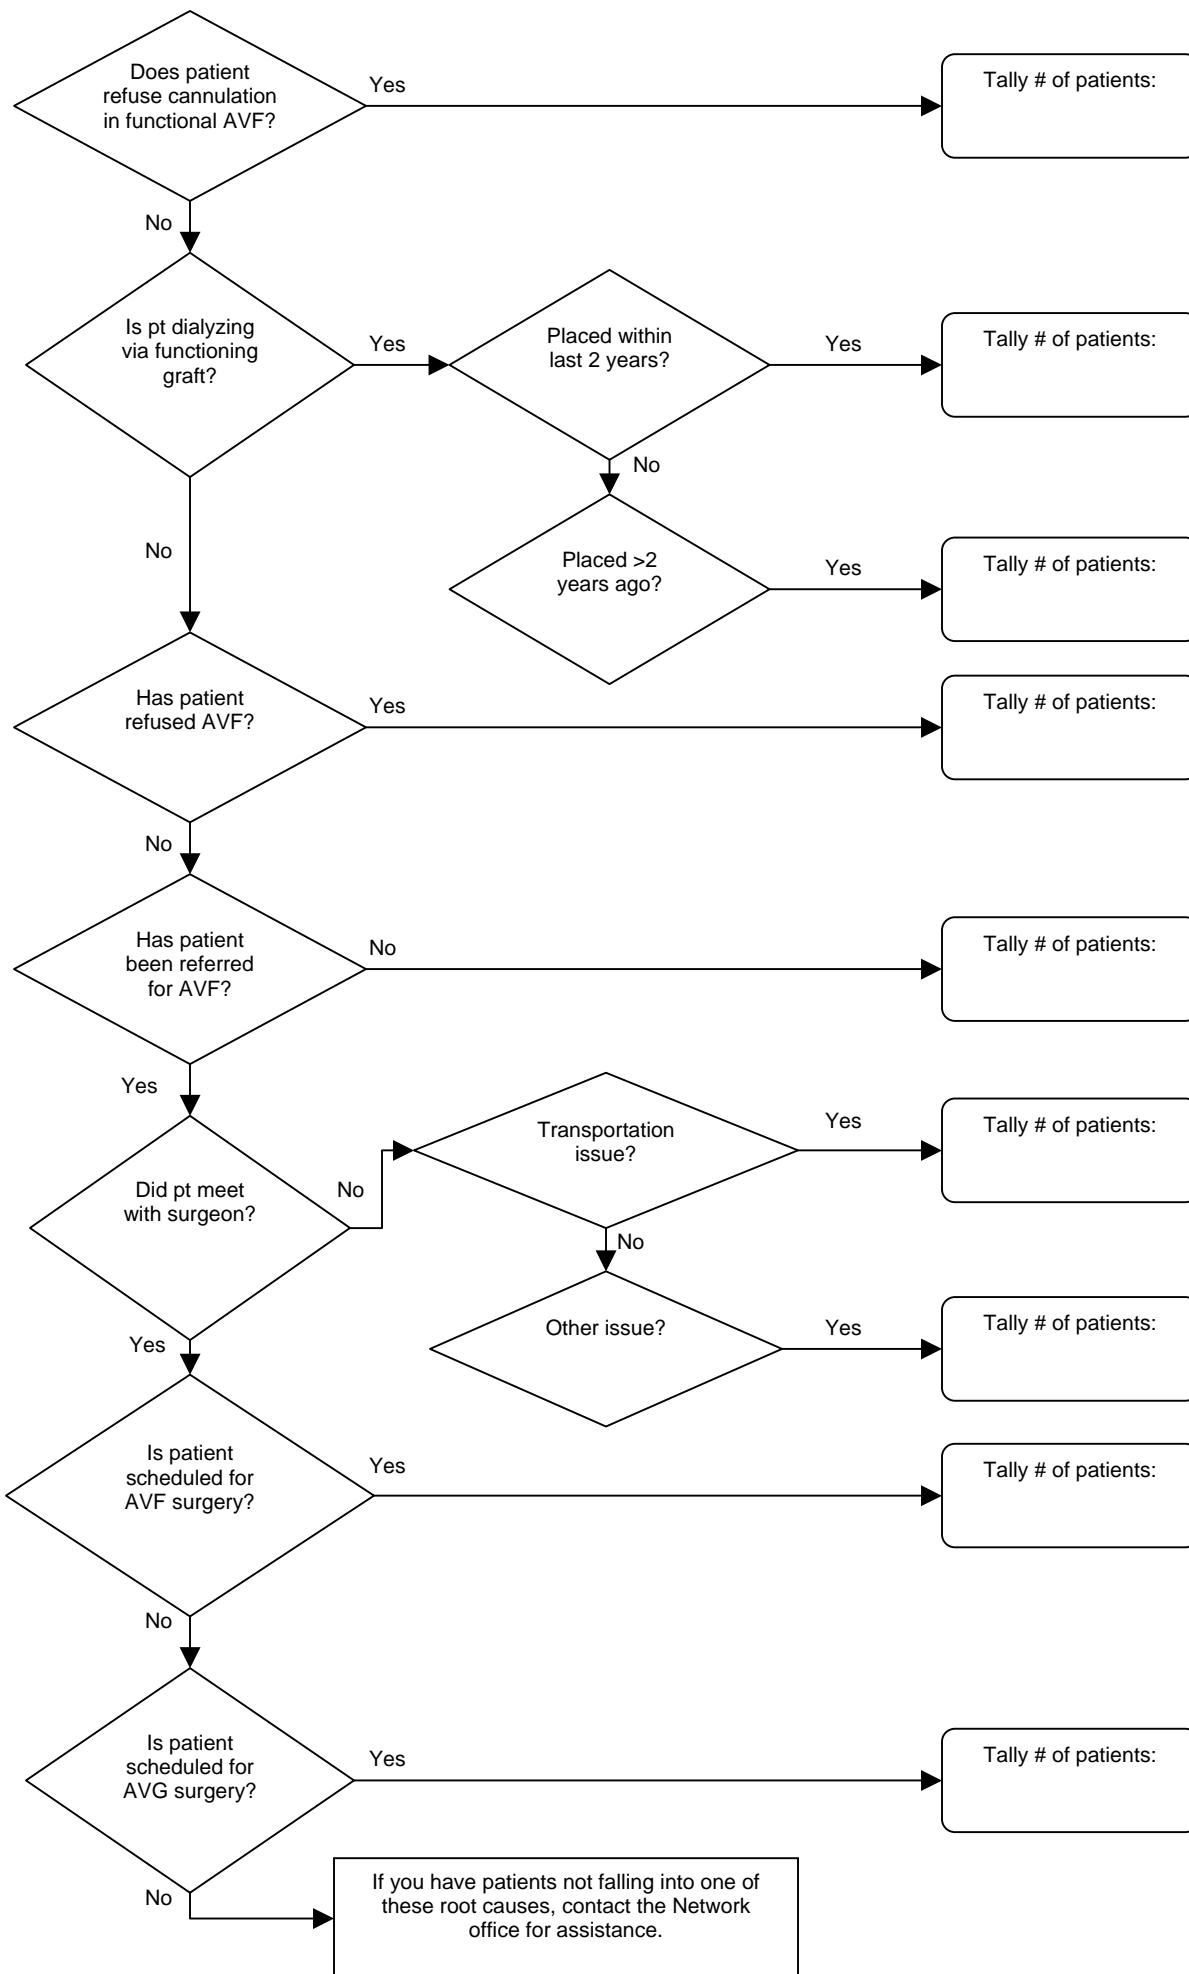 Does patient
refuse cannulation
in functional AVF?
Yes
Tally # of patients:
No
Is pt dialyzing
via functioning
graft?
Yes
Placed within
last 2 years?
Yes
Tally # of patients:
No
No
Placed >2
years ago?
Yes
Tally # of patients:
Has patient
refused AVF?
Yes
Tally # of patients:
No
Has patient
been referred
for AVF?
No
Tally # of patients:
Yes
Did pt meet
with surgeon?
No
Transportation
issue?
Yes
Tally # of patients:
No
Other issue?
Yes
Tally # of patients:
Yes
Is patient
scheduled for
AVF surgery?
Yes
Tally # of patients:
No
Is patient
scheduled for
AVG surgery?
Yes
Tally # of patients:
No
If you have patients not falling into one of
these root causes, contact the Network
office for assistance.